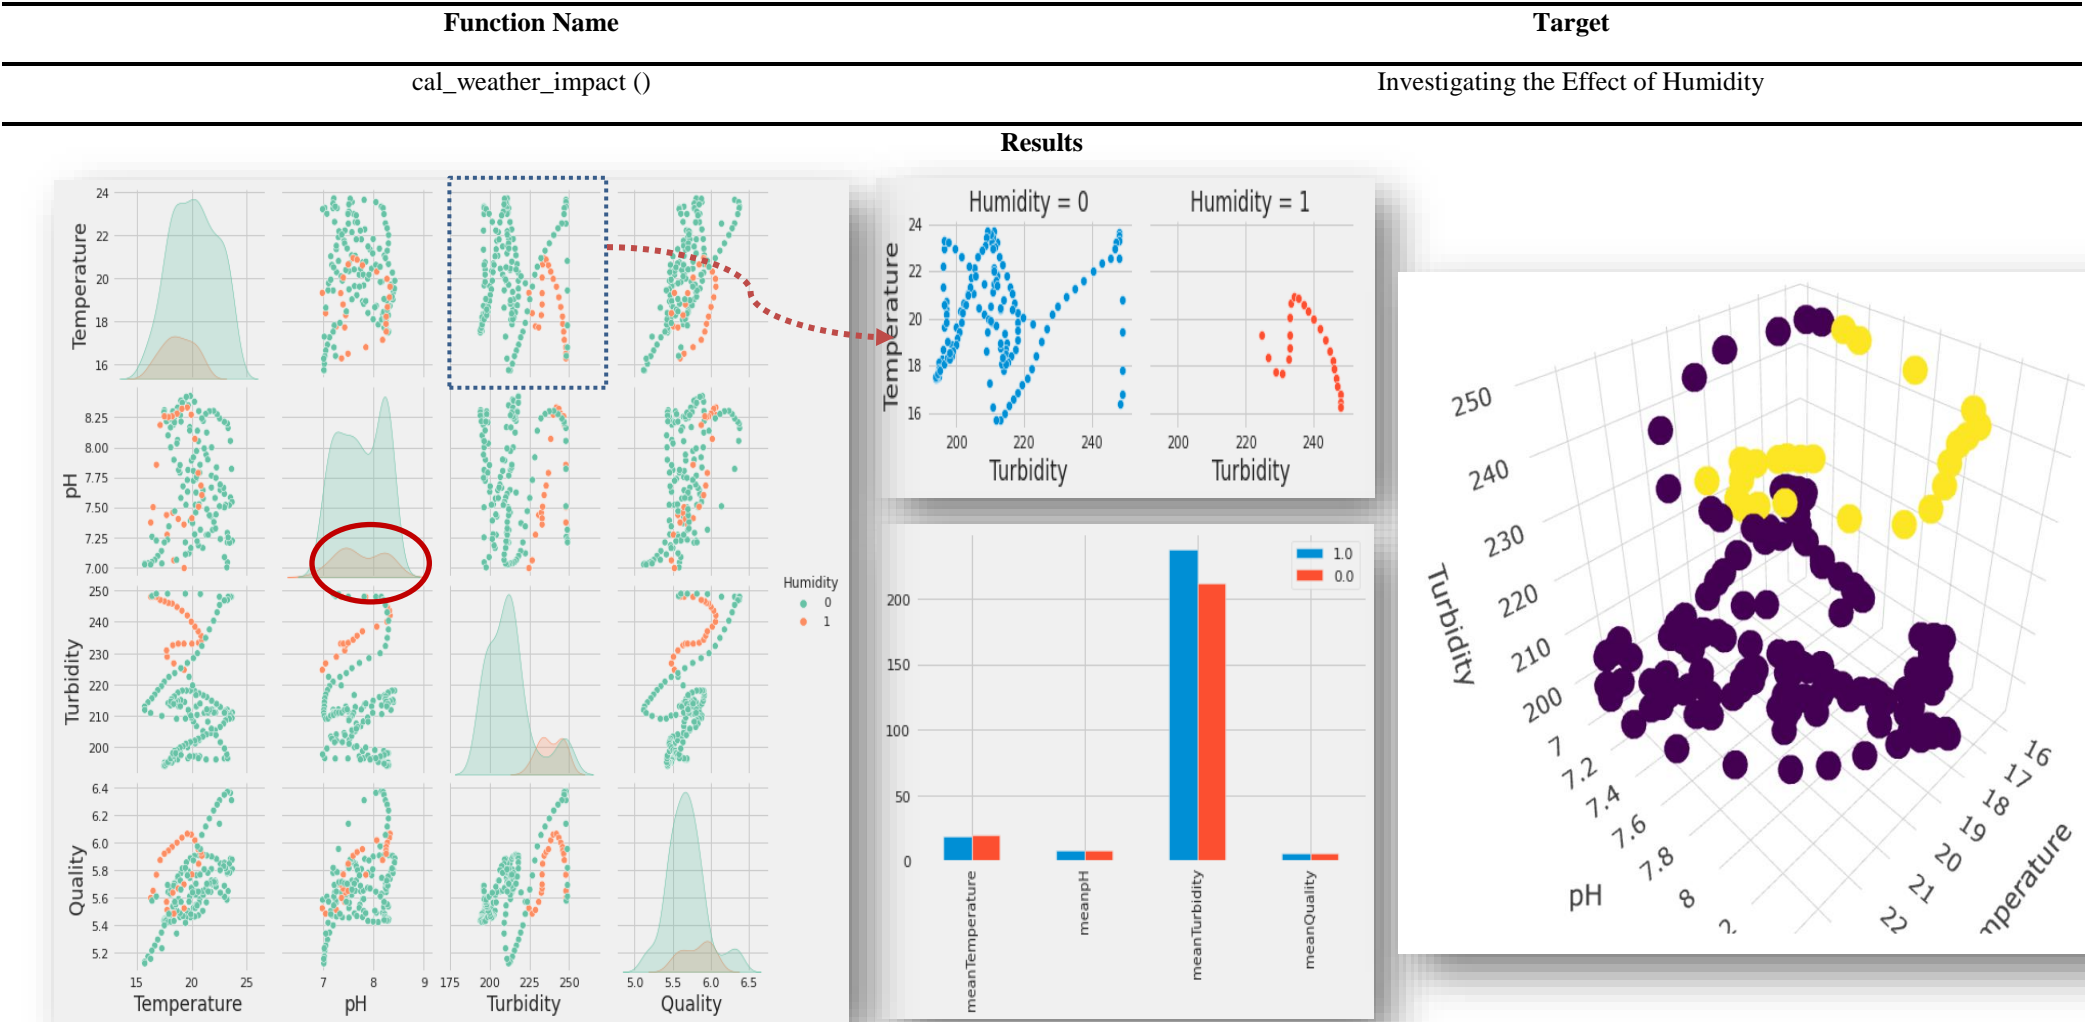 Function Name Target
cal_weather_impact () Investigating the Effect of Humidity
Results
Temperature
24
22
20
18
16
pH
8.25
8.00
7.75
7.50
7.25
7.00
Turbidity
250
240
230
220
210
200
Quality
6.4
6.2
6.0
5.8
5.6
5.4
5.2
15 20 25 7 8 9 175 200 225 250 5.0 5.5 6.0 6.5
Temperature pH Turbidity Quality
Humidity
0
1
Humidity = 0 Humidity = 1
Temperature
24
22
20
18
16
200 220 240 200 220 240
Turbidity Turbidity
1.0
0.0
200
150
100
50
0
meanTemperature
meanpH
meanTurbidity
meanQuality
Turbidity
250
240
230
220
210
200
7
7.2
7.4
7.6
7.8
8
2
pH
16
17
18
19
20
21
22
mperature